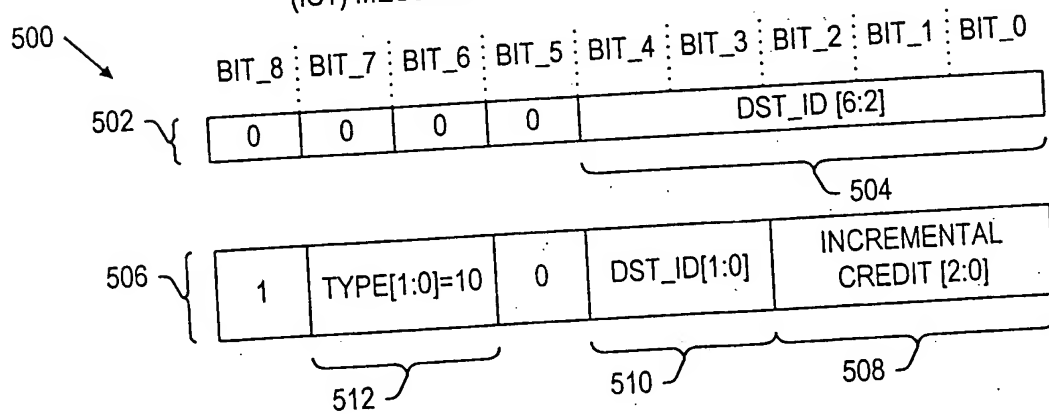 500
BIT_8 BIT_7 BIT_6 BIT_5 BIT_4 BIT_3 BIT_2 BIT_1 BIT_0
502 0 0 0 0 DST_ID [6:2]
504
506 1 TYPE[1:0]=10 0 DST_ID[1:0] INCREMENTAL
CREDIT [2:0]
512 510 508